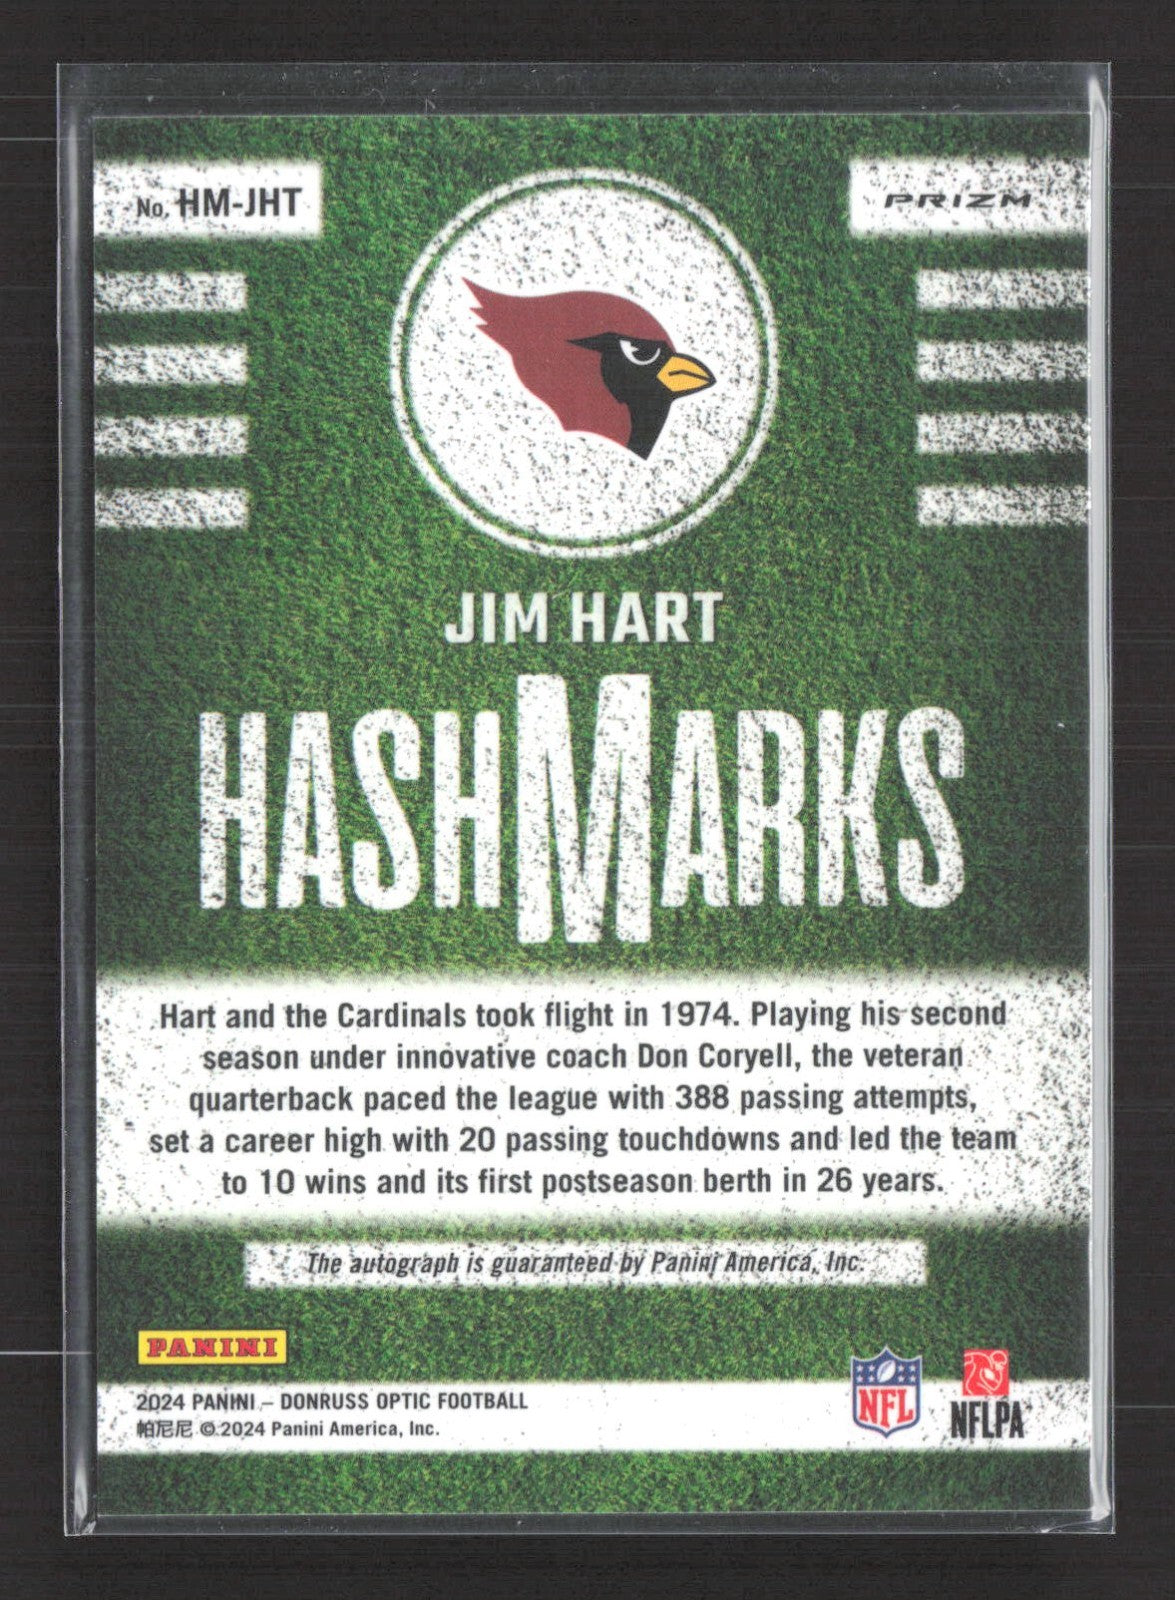 No. HM-JHT
PRIZM
JIM HART
HASHMARKS
Hart and the Cardinals took flight in 1974. Playing his second
season under innovative coach Don Coryell, the veteran
quarterback paced the league with 388 passing attempts,
set a career high with 20 passing touchdowns and led the team
to 10 wins and its first postseason berth in 26 years.
The autograph is guaranteed by Panini America, Inc.
PANINI
2024 PANINI – DONRUSS OPTIC FOOTBALL
帕尼尼 ©2024 Panini America, Inc.
NFL
NFLPA